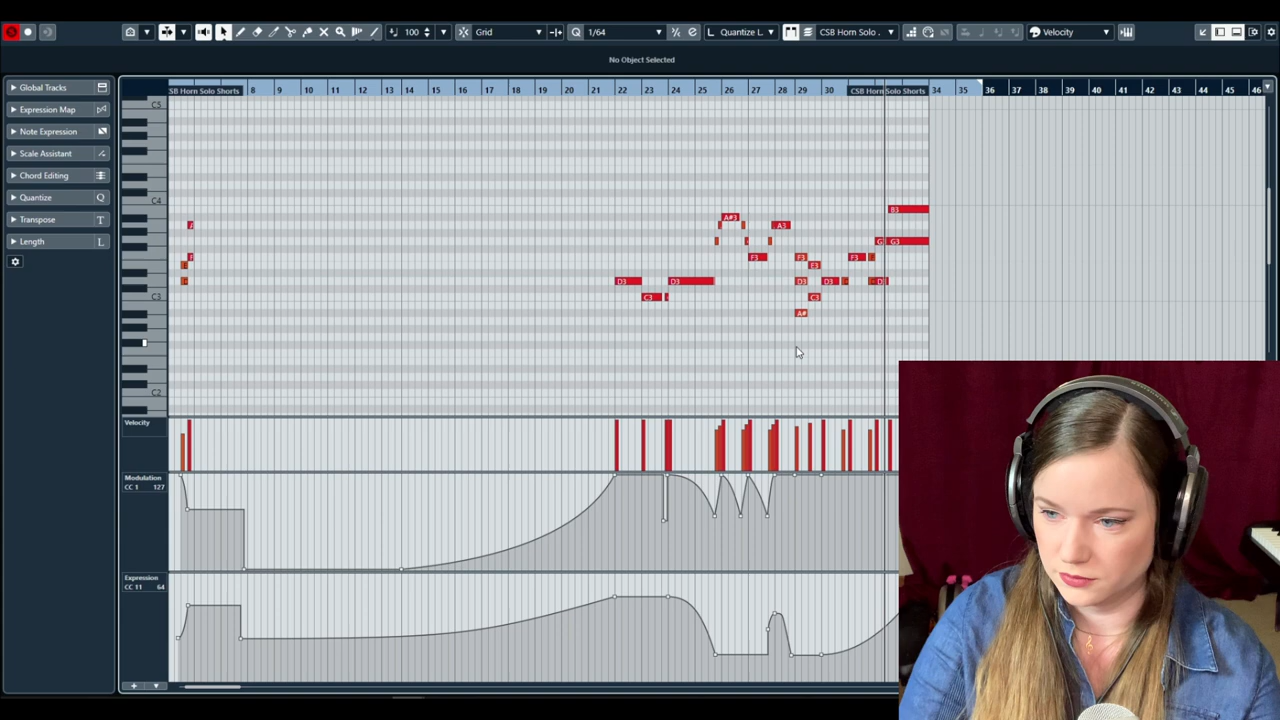 100 Grid Q 1/64 L Quantize L. CSB Horn Solo . Velocity
No Object Selected
Global Tracks
Expression Map
Note Expression
Scale Assistant
Chord Editing
Quantize Q
Transpose T
Length L
SB Horn Solo Shorts 8 9 10 11 12 13 14 15 16 17 18 19 20 21 22 23 24 25 26 27 28 29 30 CSB Horn Solo Shorts 34 35 36 37 38 39 40 41 42 43 44 45 46
C5
C4
B3
A#3
A3
G G3
F3 F3 F3
E3
D3 D3 D3 D3 D
C3 C3 C3
A#
C2
Velocity
Modulation
CC 1 127
Expression
CC 11 64